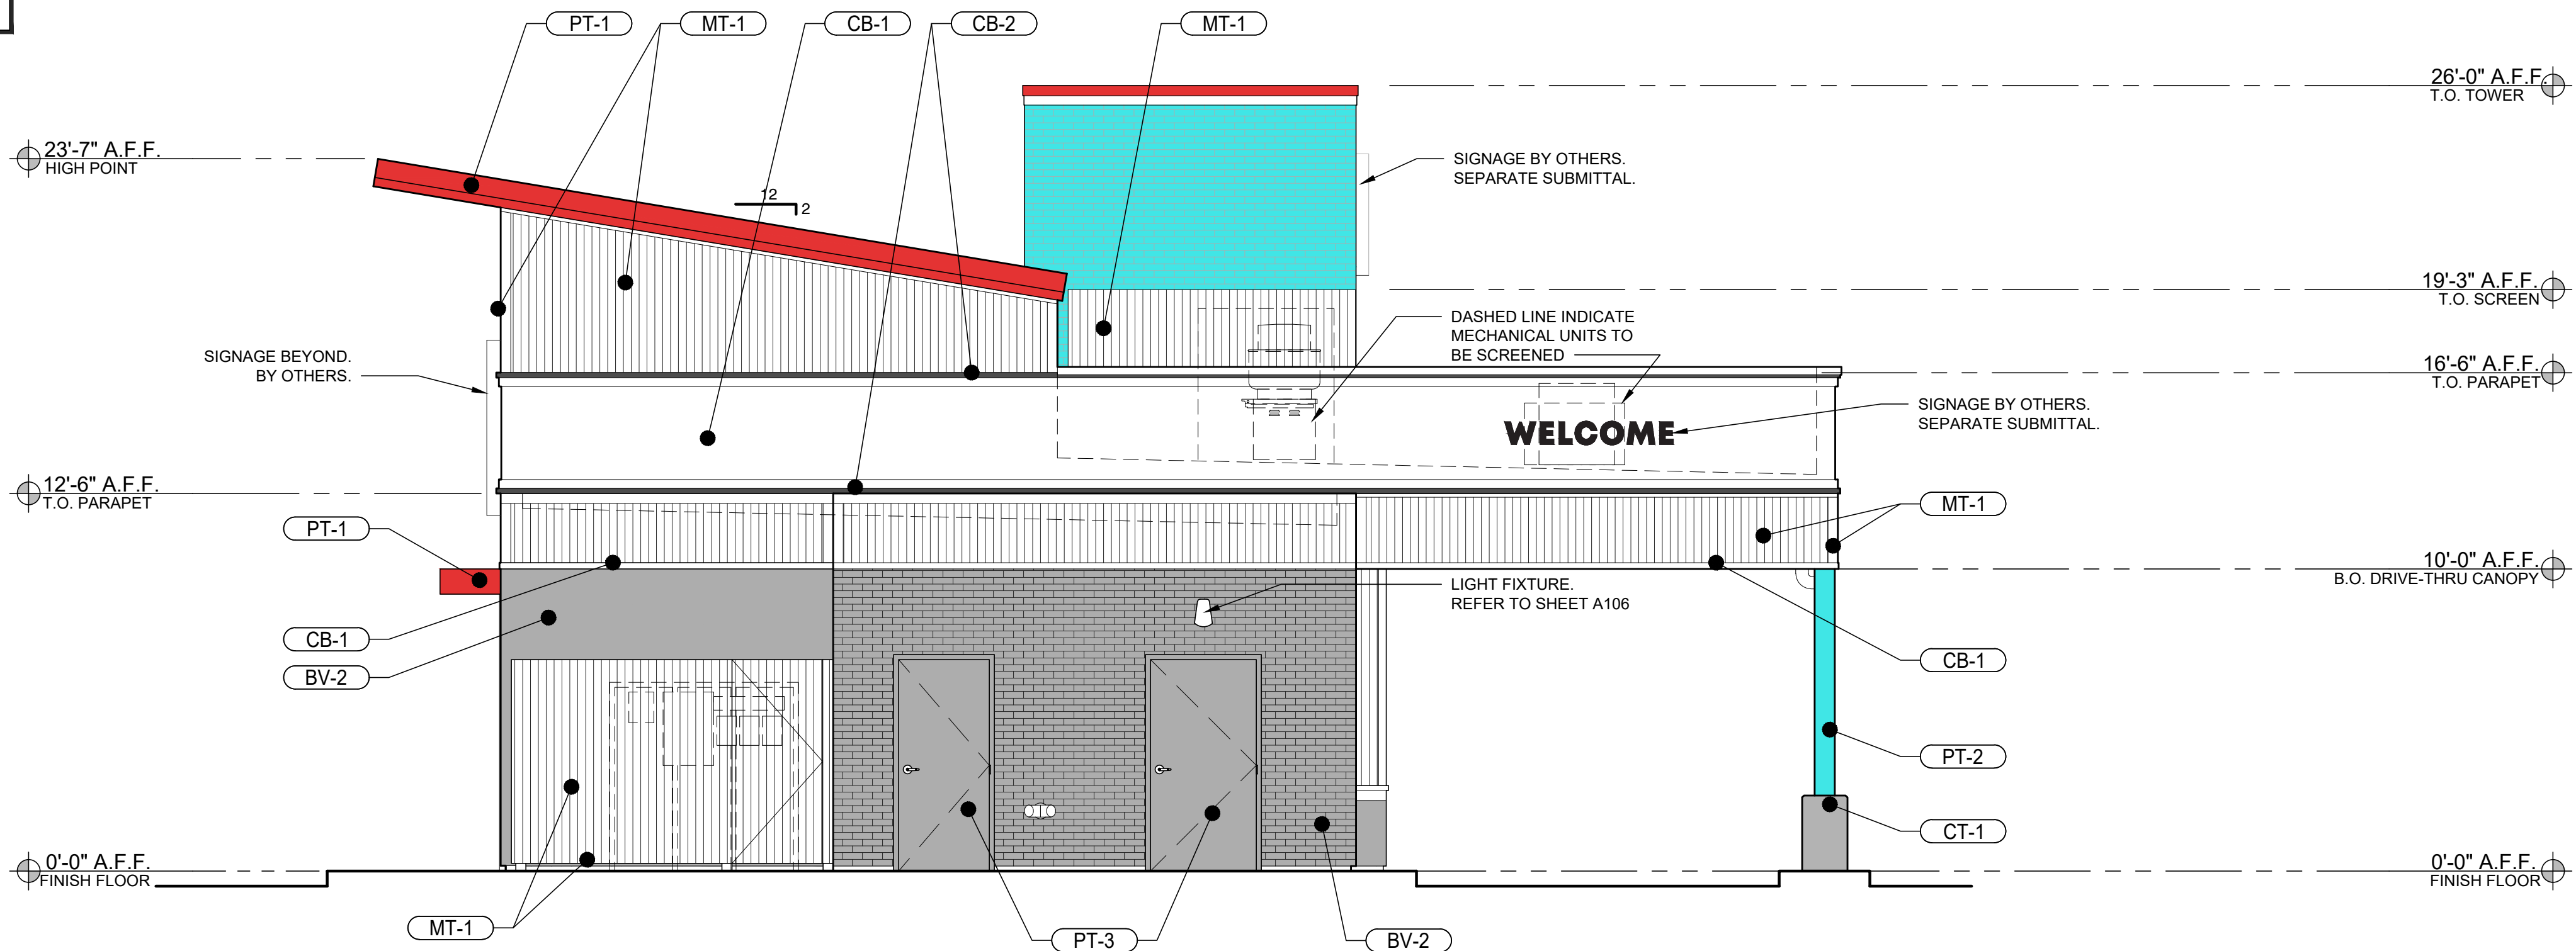 PT-1
MT-1
CB-1
CB-2
MT-1
26'-0" A.F.F.
T.O. TOWER
23'-7" A.F.F.
HIGH POINT
SIGNAGE BY OTHERS.
SEPARATE SUBMITTAL.
12
2
19'-3" A.F.F.
T.O. SCREEN
DASHED LINE INDICATE
MECHANICAL UNITS TO
BE SCREENED
SIGNAGE BEYOND.
BY OTHERS.
16'-6" A.F.F.
T.O. PARAPET
SIGNAGE BY OTHERS.
SEPARATE SUBMITTAL.
WELCOME
12'-6" A.F.F.
T.O. PARAPET
MT-1
PT-1
10'-0" A.F.F.
B.O. DRIVE-THRU CANOPY
LIGHT FIXTURE.
REFER TO SHEET A106
CB-1
BV-2
CB-1
PT-2
CT-1
0'-0" A.F.F.
FINISH FLOOR
0'-0" A.F.F.
FINISH FLOOR
MT-1
PT-3
BV-2